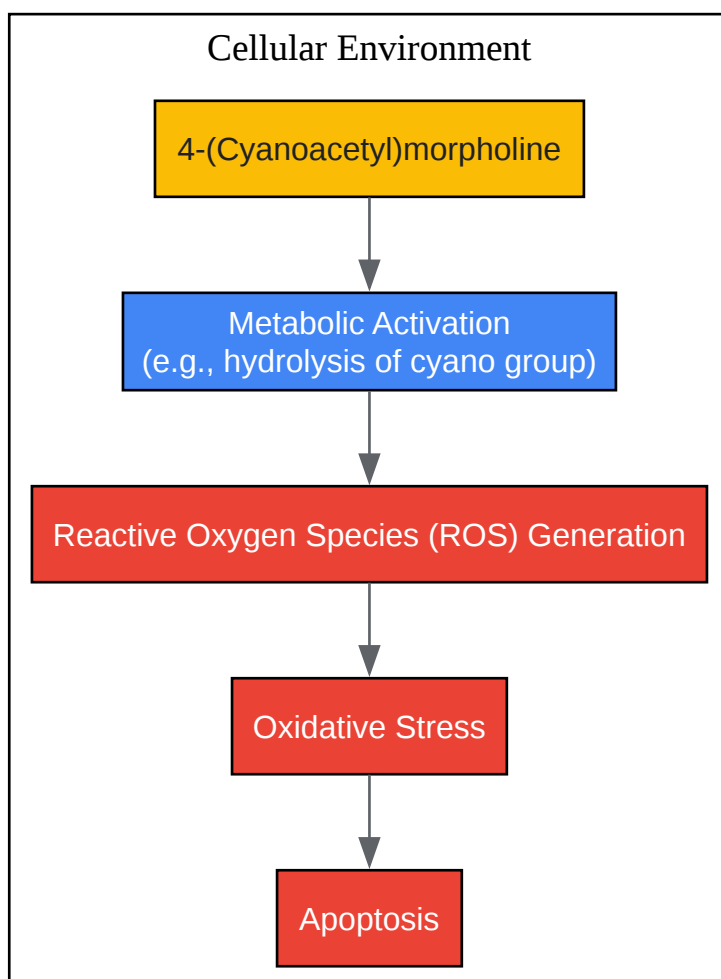 Cellular Environment
4-(Cyanoacetyl)morpholine
Metabolic Activation
(e.g., hydrolysis of cyano group)
Reactive Oxygen Species (ROS) Generation
Oxidative Stress
Apoptosis